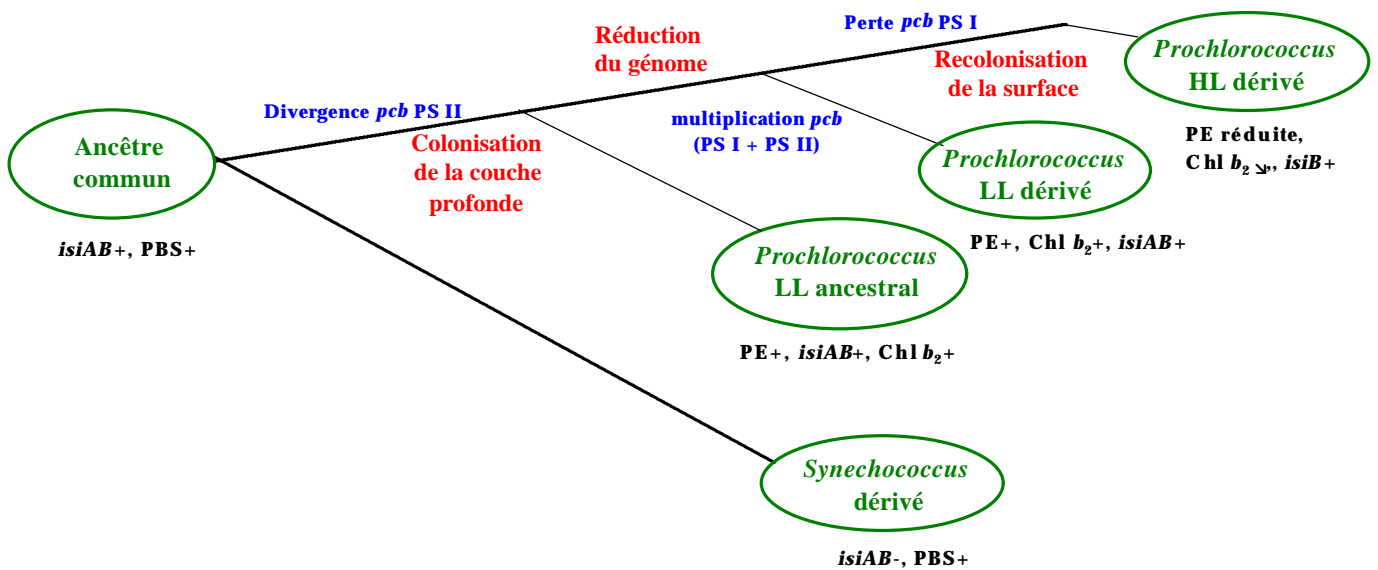 Perte pcb PS I
Réduction
du génome
Prochlorococcus
HL dérivé
Recolonisation
de la surface
Divergence pcb PS II
multiplication pcb
(PS I + PS II)
PE réduite,
Chl b₂ ↘, isiB+
Ancêtre
commun
Colonisation
de la couche
profonde
Prochlorococcus
LL dérivé
isiAB+, PBS+
PE+, Chl b₂+, isiAB+
Prochlorococcus
LL ancestral
PE+, isiAB+, Chl b₂+
Synechococcus
dérivé
isiAB-, PBS+